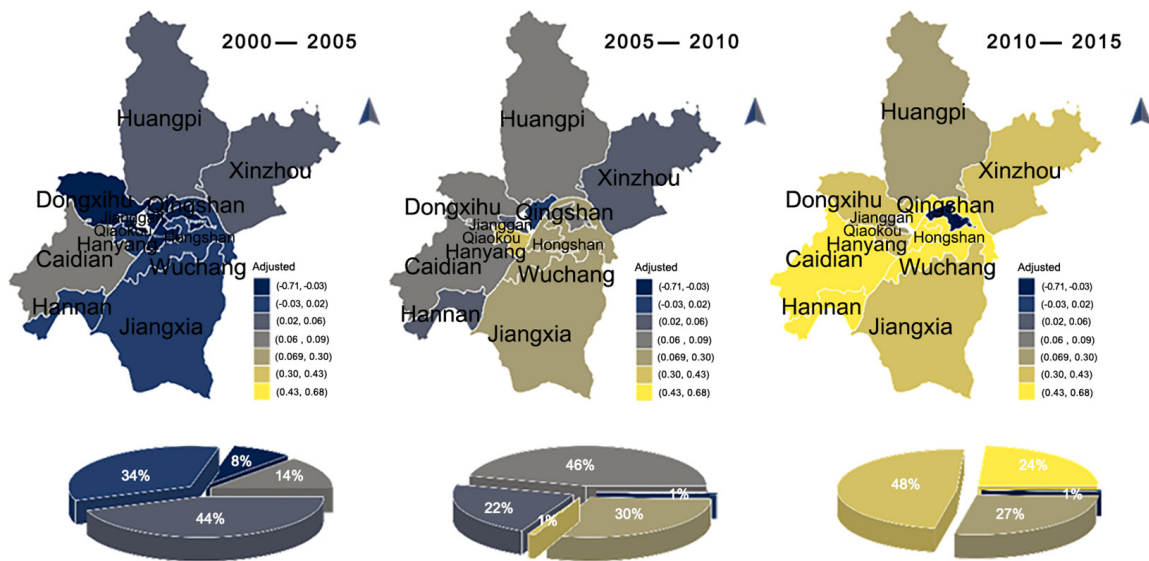 2000— 2005
Huangpi
Xinzhou
Dongxihu
Qingshan
Jianggan
Qiaokou
Hanyang
Hangshan
Caidian
Wuchang
Hannan
Jiangxia
Adjusted
(-0.71, -0.03)
(-0.03, 0.02)
(0.02, 0.06)
(0.06 , 0.09)
(0.069, 0.30)
(0.30, 0.43)
(0.43, 0.68)
34%
8%
14%
44%
2005—2010
Huangpi
Xinzhou
Dongxihu
Qingshan
Jianggan
Qiaokou
Hanyang
Hongshan
Caidian
Wuchang
Hannan
Jiangxia
Adjusted
(-0.71, -0.03)
(-0.03, 0.02)
(0.02, 0.06)
(0.06 , 0.09)
(0.069, 0.30)
(0.30, 0.43)
(0.43, 0.68)
46%
1%
22%
1%
30%
2010— 2015
Huangpi
Xinzhou
Dongxihu
Qingshan
Jianggan
Qiaokou
Hanyang
Hongshan
Caidian
Wuchang
Hannan
Jiangxia
Adjusted
(-0.71, -0.03)
(-0.03, 0.02)
(0.02, 0.06)
(0.06 , 0.09)
(0.069, 0.30)
(0.30, 0.43)
(0.43, 0.68)
24%
48%
1%
27%